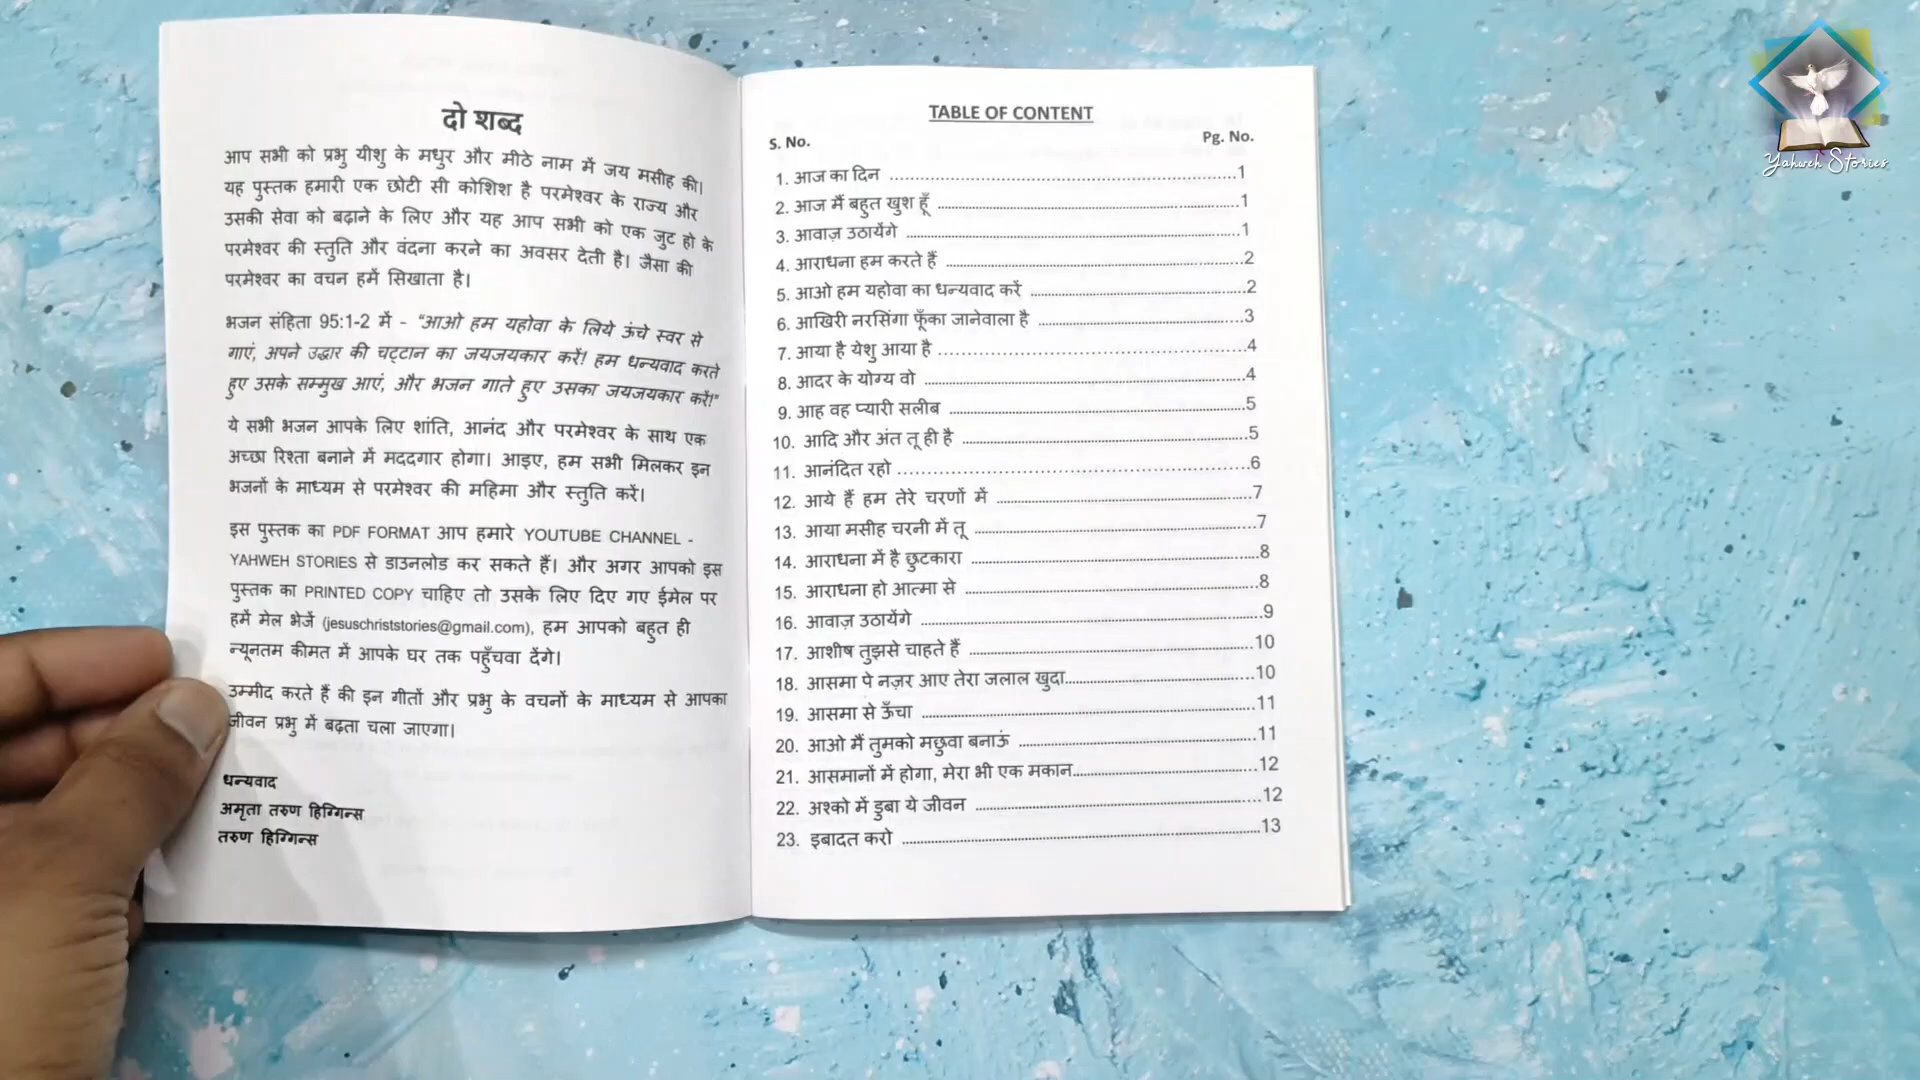 दो शब्द
आप सभी को प्रभु यीशु के मधुर और मीठे नाम में जय मसीह की।
यह पुस्तक हमारी एक छोटी सी कोशिश है परमेश्वर के राज्य और
उसकी सेवा को बढ़ाने के लिए और यह आप सभी को एक जुट हो के
परमेश्वर की स्तुति और वंदना करने का अवसर देती है। जैसा की
परमेश्वर का वचन हमें सिखाता है।
भजन संहिता 95:1-2 में - "आओ हम यहोवा के लिये ऊंचे स्वर से
गाएं, अपने उद्धार की चट्टान का जयजयकार करें! हम धन्यवाद करते
हुए उसके सम्मुख आएं, और भजन गाते हुए उसका जयजयकार करें!"
ये सभी भजन आपके लिए शांति, आनंद और परमेश्वर के साथ एक
अच्छा रिश्ता बनाने में मददगार होगा। आइए, हम सभी मिलकर इन
भजनों के माध्यम से परमेश्वर की महिमा और स्तुति करें।
इस पुस्तक का PDF FORMAT आप हमारे YOUTUBE CHANNEL -
YAHWEH STORIES से डाउनलोड कर सकते हैं। और अगर आपको इस
पुस्तक का PRINTED COPY चाहिए तो उसके लिए दिए गए ईमेल पर
हमें मेल भेजें (jesuschriststories@gmail.com), हम आपको बहुत ही
न्यूनतम कीमत में आपके घर तक पहुँचवा देंगे।
उम्मीद करते हैं की इन गीतों और प्रभु के वचनों के माध्यम से आपका
जीवन प्रभु में बढ़ता चला जाएगा।
धन्यवाद
अमृता तरुण हिग्गिन्स
तरुण हिग्गिन्स
TABLE OF CONTENT
S. No. Pg. No.
1. आज का दिन ........................................1
2. आज मैं बहुत खुश हूँ ........................................1
3. आवाज़ उठायेंगे ........................................1
4. आराधना हम करते हैं ........................................2
5. आओ हम यहोवा का धन्यवाद करें ........................................2
6. आखिरी नरसिंगा फूँका जानेवाला है ........................................3
7. आया है येशु आया है ........................................4
8. आदर के योग्य वो ........................................4
9. आह वह प्यारी सलीब ........................................5
10. आदि और अंत तू ही है ........................................5
11. आनंदित रहो ........................................6
12. आये हैं हम तेरे चरणों में ........................................7
13. आया मसीह चरनी में तू ........................................7
14. आराधना में है छुटकारा ........................................8
15. आराधना हो आत्मा से ........................................8
16. आवाज़ उठायेंगे ........................................9
17. आशीष तुझसे चाहते हैं ........................................10
18. आसमा पे नज़र आए तेरा जलाल खुदा........................................10
19. आसमा से ऊँचा ........................................11
20. आओ मैं तुमको मछुवा बनाऊं ........................................11
21. आसमानों में होगा, मेरा भी एक मकान........................................12
22. अश्को में डुबा ये जीवन ........................................12
23. इबादत करो ........................................13
Yahweh Stories